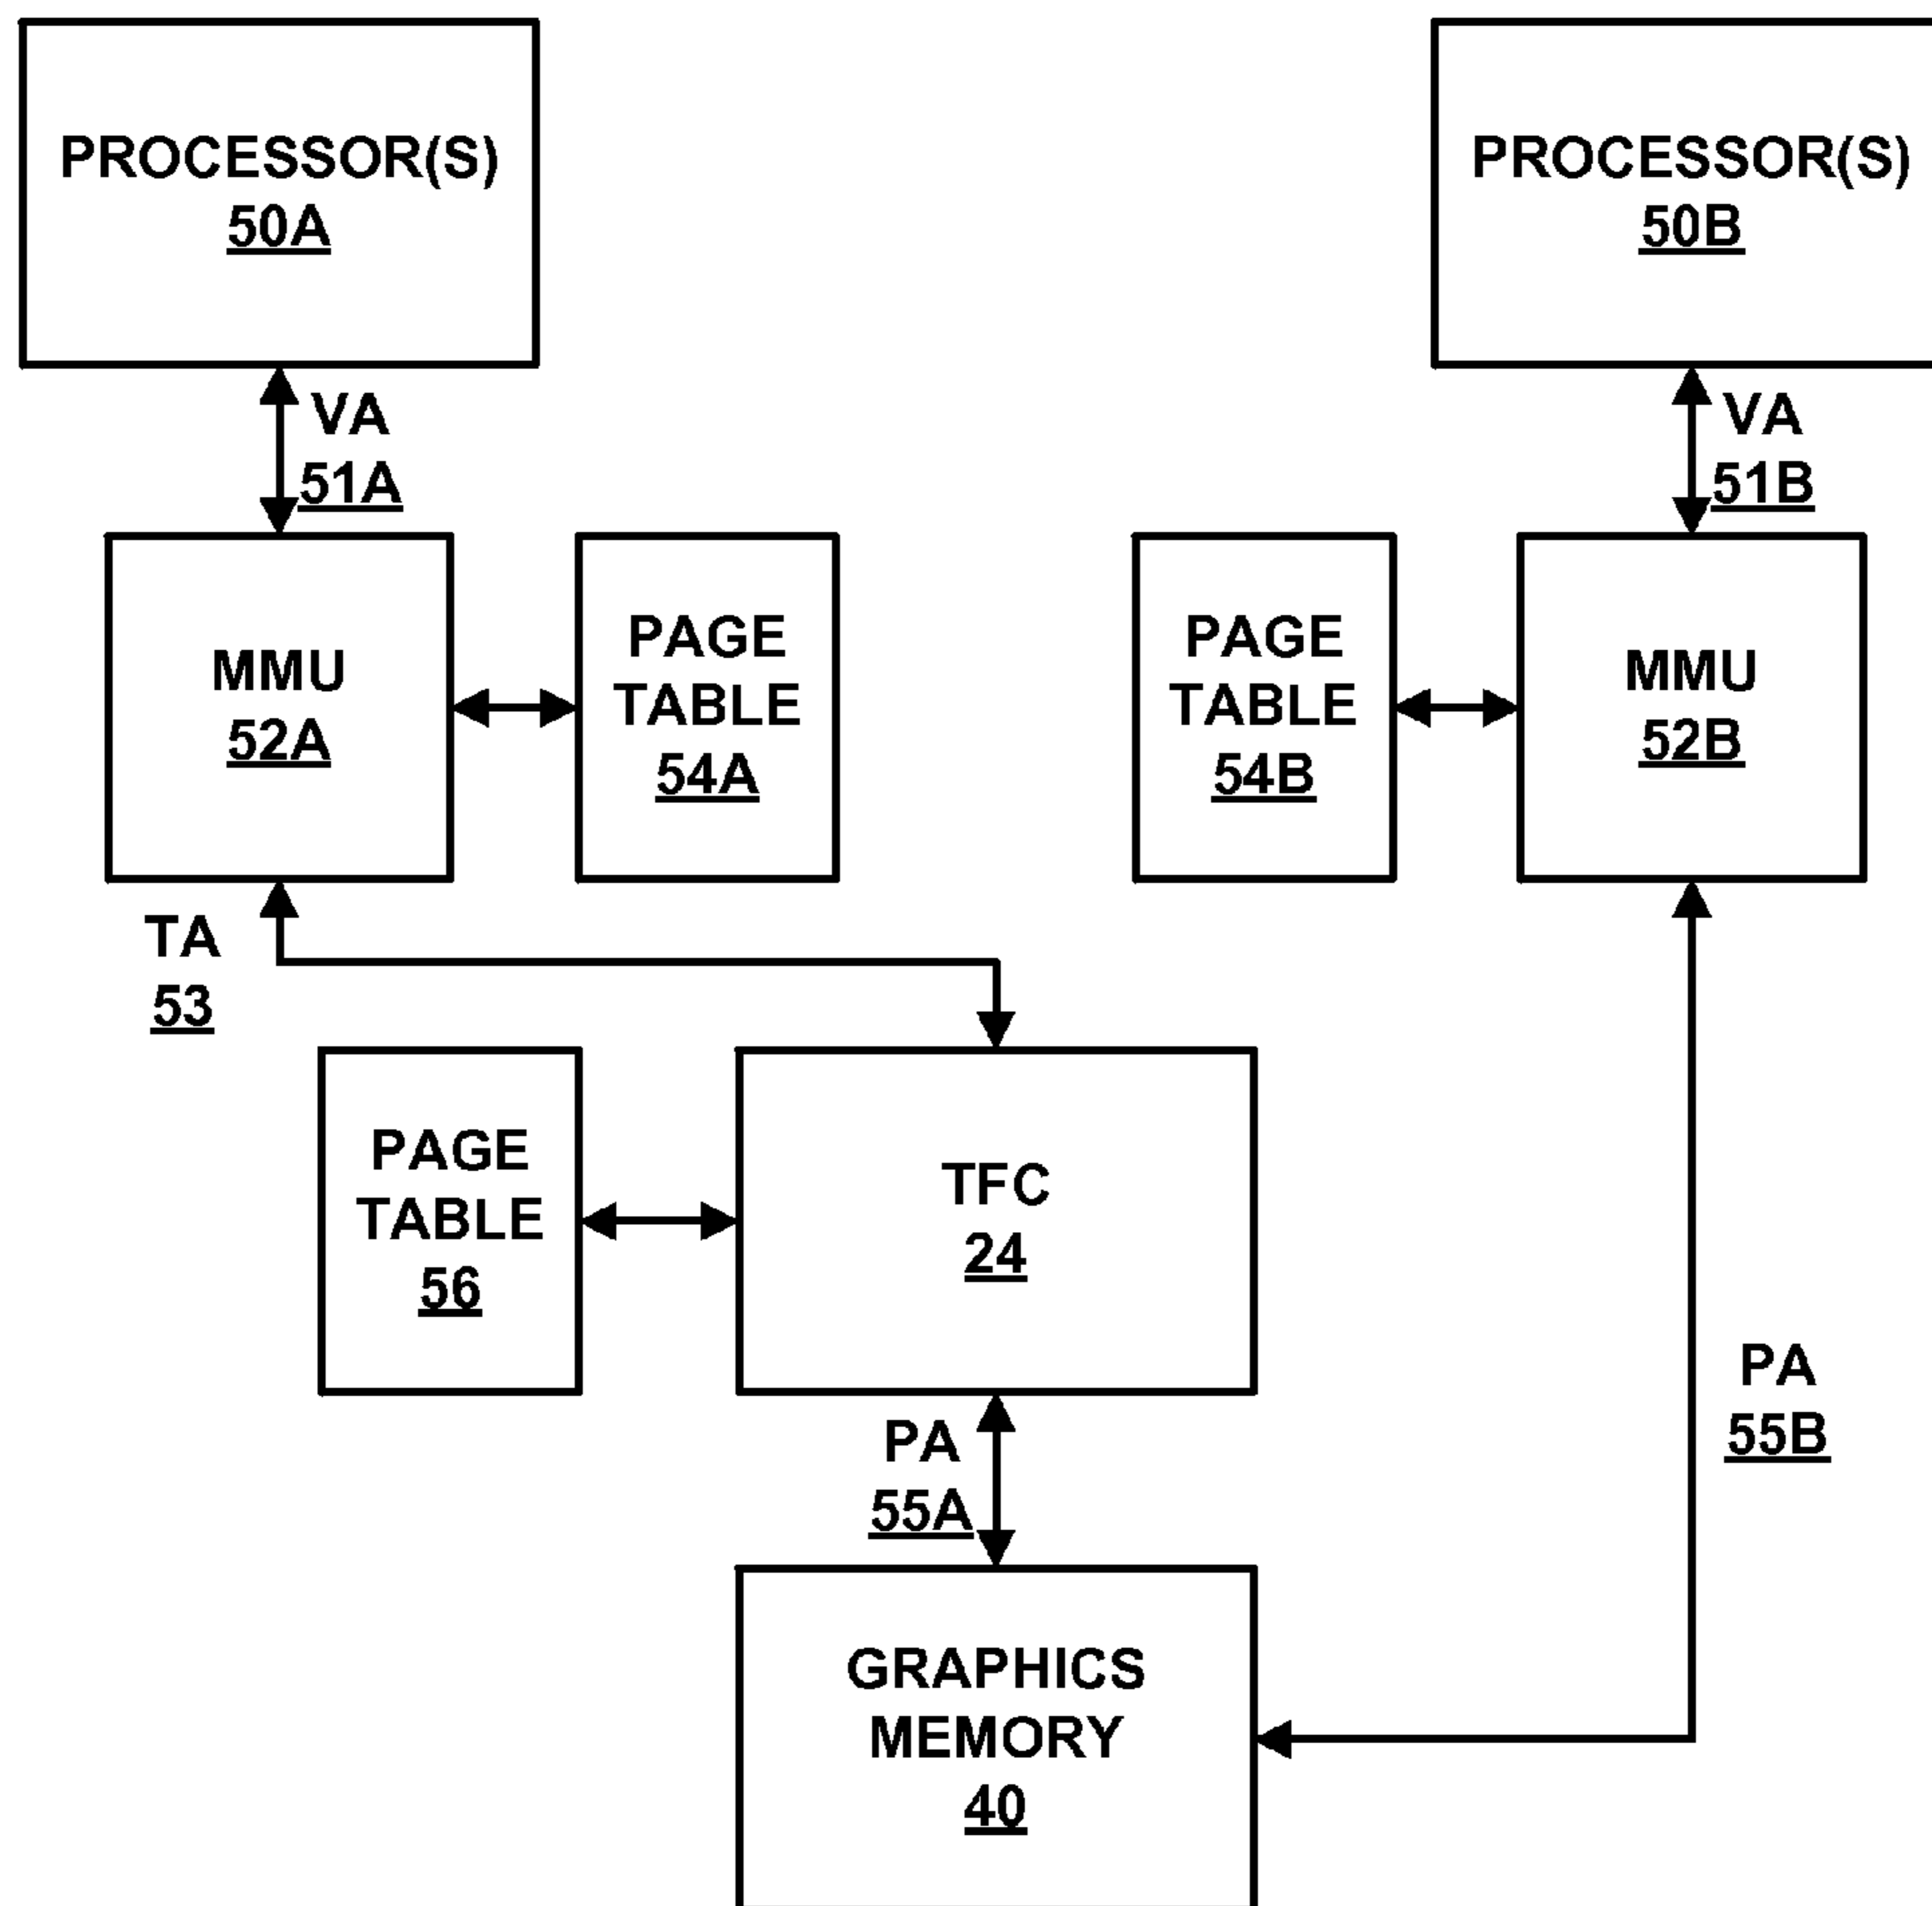 PROCESSOR(S)
50A
PROCESSOR(S)
50B
VA
51A
VA
51B
MMU
52A
PAGE
TABLE
54A
PAGE
TABLE
54B
MMU
52B
TA
53
PAGE
TABLE
56
TFC
24
PA
55A
PA
55B
GRAPHICS
MEMORY
40